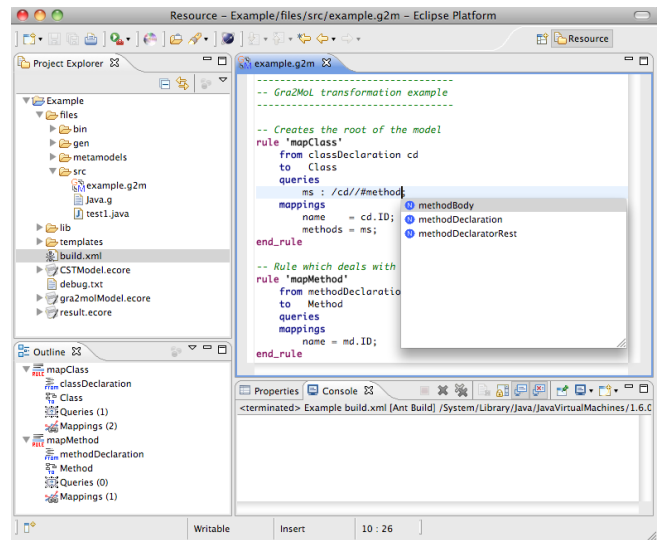 Resource – Example/files/src/example.g2m – Eclipse Platform
Resource
Project Explorer
Example
files
bin
gen
metamodels
src
example.g2m
Java.g
test1.java
lib
templates
build.xml
CSTModel.ecore
debug.txt
gra2molModel.ecore
result.ecore
example.g2m
-----------------------------------
-- Gra2MoL transformation example
-----------------------------------
-- Creates the root of the model
rule 'mapClass'
from classDeclaration cd
to Class
queries
ms : /cd//#method;
mappings
name = cd.ID;
methods = ms;
end_rule
-- Rule which deals with
rule 'mapMethod'
from methodDeclaratio
to Method
queries
mappings
name = md.ID;
end_rule
methodBody
methodDeclaration
methodDeclaratorRest
Outline
mapClass
classDeclaration
Class
Queries (1)
Mappings (2)
mapMethod
methodDeclaration
Method
Queries (0)
Mappings (1)
Properties
Console
<terminated> Example build.xml [Ant Build] /System/Library/Java/JavaVirtualMachines/1.6.0
Writable
Insert
10 : 26